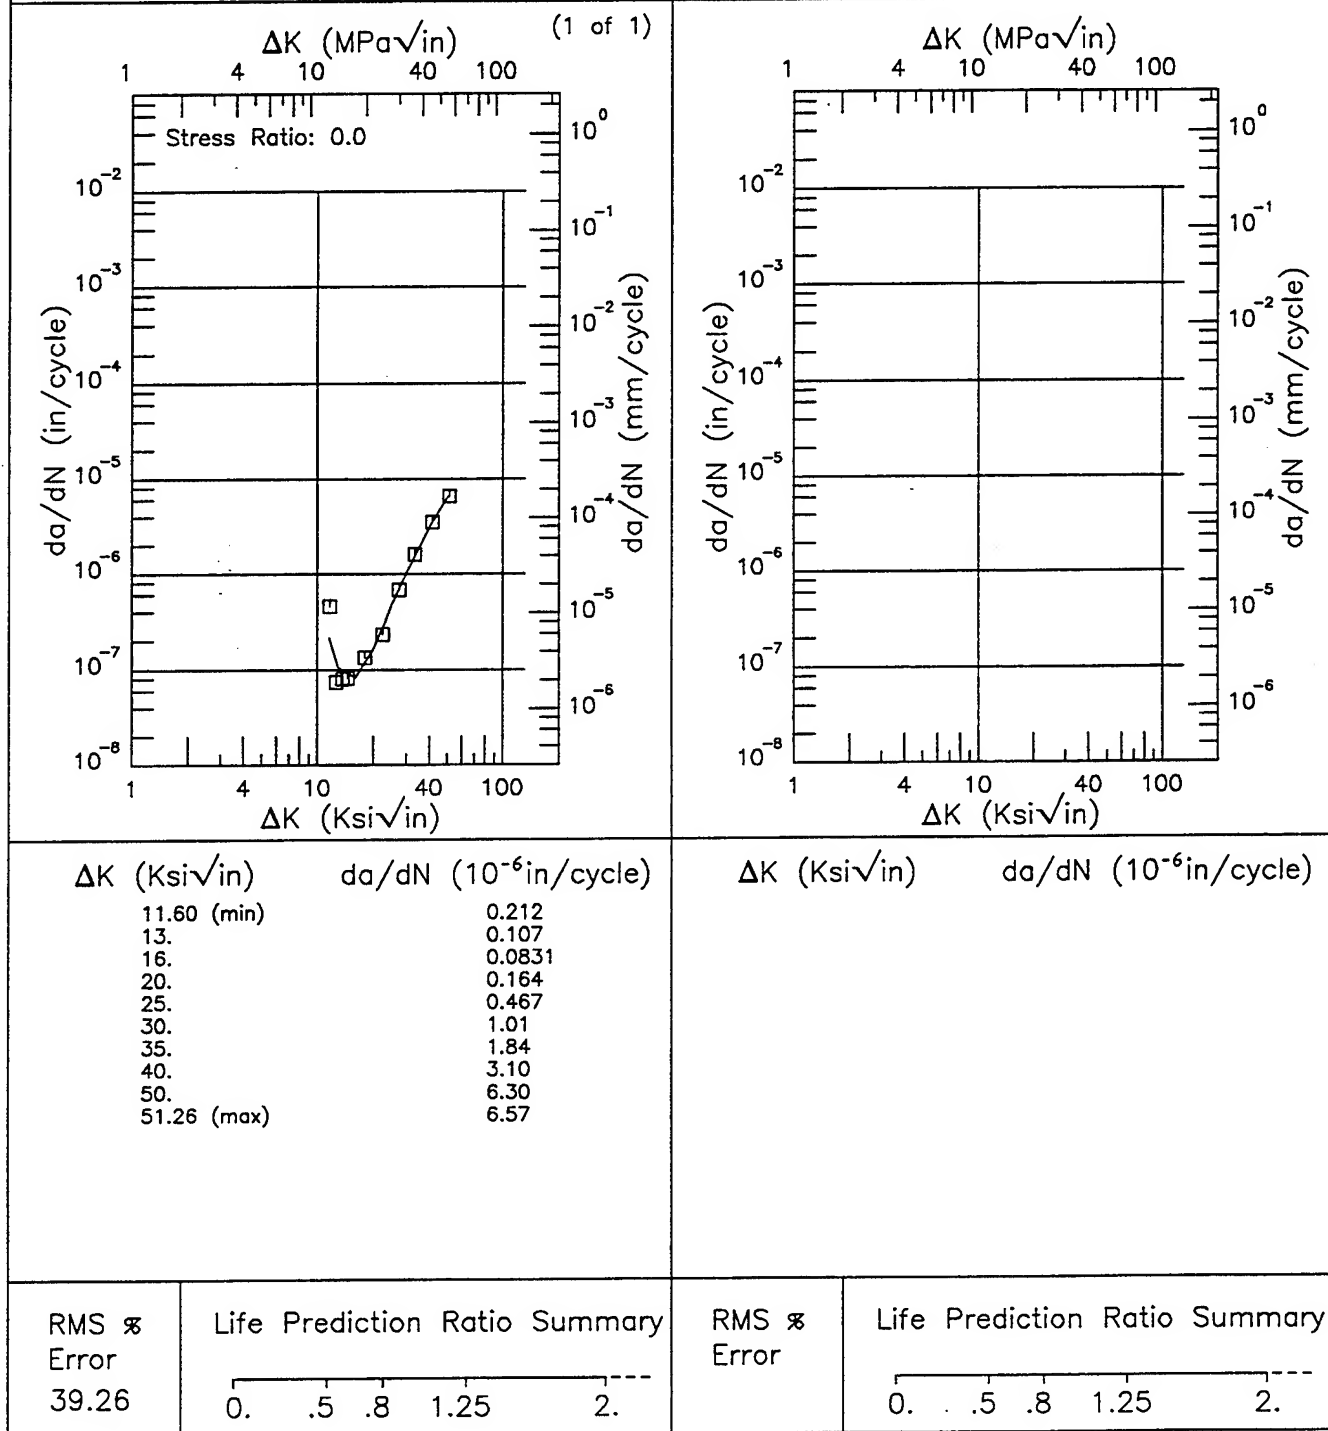 (1 of 1)
ΔK (MPa√in)
1 4 10 40 100
Stress Ratio: 0.0
da/dN (in/cycle)
10⁻²
10⁻³
10⁻⁴
10⁻⁵
10⁻⁶
10⁻⁷
10⁻⁸
10⁰
10⁻¹
10⁻²
10⁻³
10⁻⁴
10⁻⁵
10⁻⁶
da/dN (mm/cycle)
1 4 10 40 100
ΔK (Ksi√in)
ΔK (MPa√in)
1 4 10 40 100
da/dN (in/cycle)
10⁻²
10⁻³
10⁻⁴
10⁻⁵
10⁻⁶
10⁻⁷
10⁻⁸
10⁰
10⁻¹
10⁻²
10⁻³
10⁻⁴
10⁻⁵
10⁻⁶
da/dN (mm/cycle)
1 4 10 40 100
ΔK (Ksi√in)
ΔK (Ksi√in) da/dN (10⁻⁶in/cycle)
11.60 (min) 0.212
13. 0.107
16. 0.0831
20. 0.164
25. 0.467
30. 1.01
35. 1.84
40. 3.10
50. 6.30
51.26 (max) 6.57
ΔK (Ksi√in) da/dN (10⁻⁶in/cycle)
RMS %
Error
39.26
Life Prediction Ratio Summary
0. .5 .8 1.25 2.
RMS %
Error
Life Prediction Ratio Summary
0. .5 .8 1.25 2.